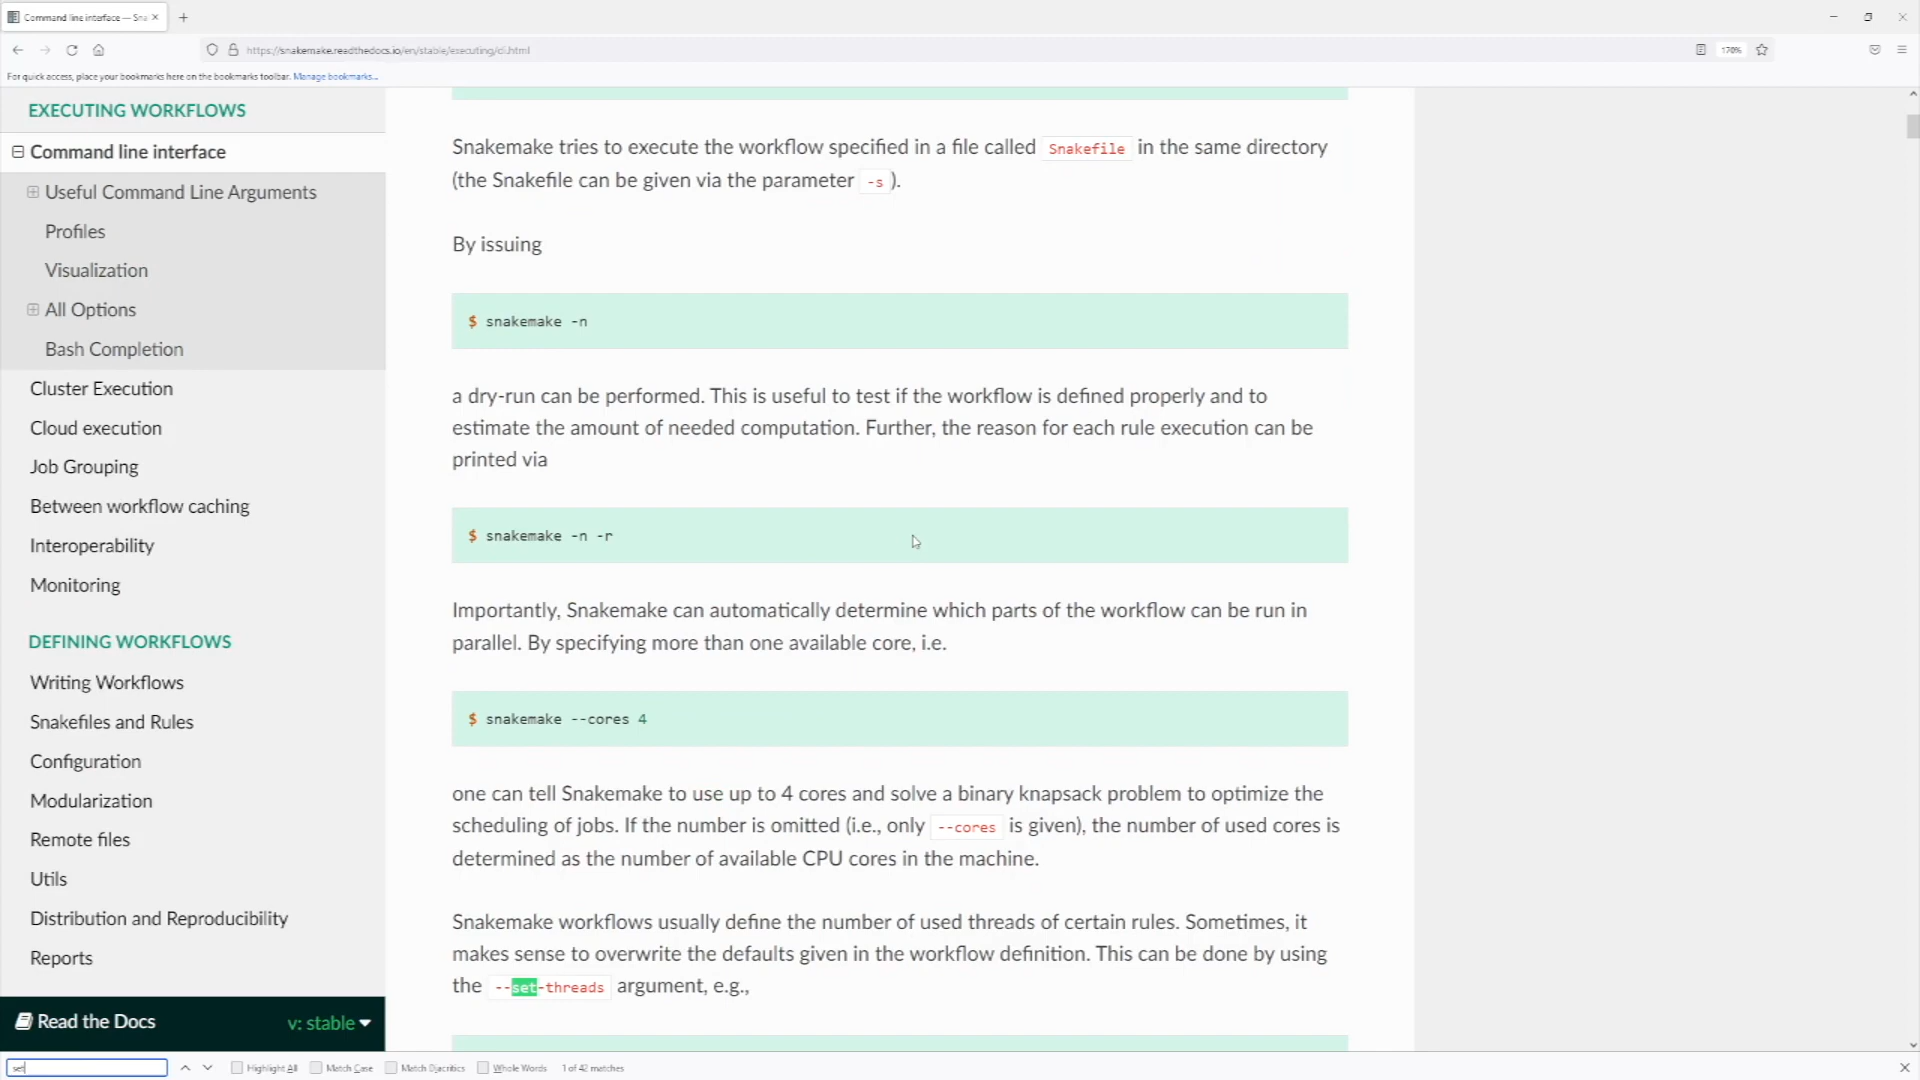 Command line interface — Sna
https://snakemake.readthedocs.io/en/stable/executing/cli.html
170%
For quick access, place your bookmarks here on the bookmarks toolbar. Manage bookmarks...
EXECUTING WORKFLOWS
Command line interface
Useful Command Line Arguments
Profiles
Visualization
All Options
Bash Completion
Cluster Execution
Cloud execution
Job Grouping
Between workflow caching
Interoperability
Monitoring
DEFINING WORKFLOWS
Writing Workflows
Snakefiles and Rules
Configuration
Modularization
Remote files
Utils
Distribution and Reproducibility
Reports
Read the Docs
v: stable
Snakemake tries to execute the workflow specified in a file called Snakefile in the same directory
(the Snakefile can be given via the parameter -s ).
By issuing
$ snakemake -n
a dry-run can be performed. This is useful to test if the workflow is defined properly and to
estimate the amount of needed computation. Further, the reason for each rule execution can be
printed via
$ snakemake -n -r
Importantly, Snakemake can automatically determine which parts of the workflow can be run in
parallel. By specifying more than one available core, i.e.
$ snakemake --cores 4
one can tell Snakemake to use up to 4 cores and solve a binary knapsack problem to optimize the
scheduling of jobs. If the number is omitted (i.e., only --cores is given), the number of used cores is
determined as the number of available CPU cores in the machine.
Snakemake workflows usually define the number of used threads of certain rules. Sometimes, it
makes sense to overwrite the defaults given in the workflow definition. This can be done by using
the --set-threads argument, e.g.,
set
Highlight All
Match Case
Match Diacritics
Whole Words
1 of 42 matches